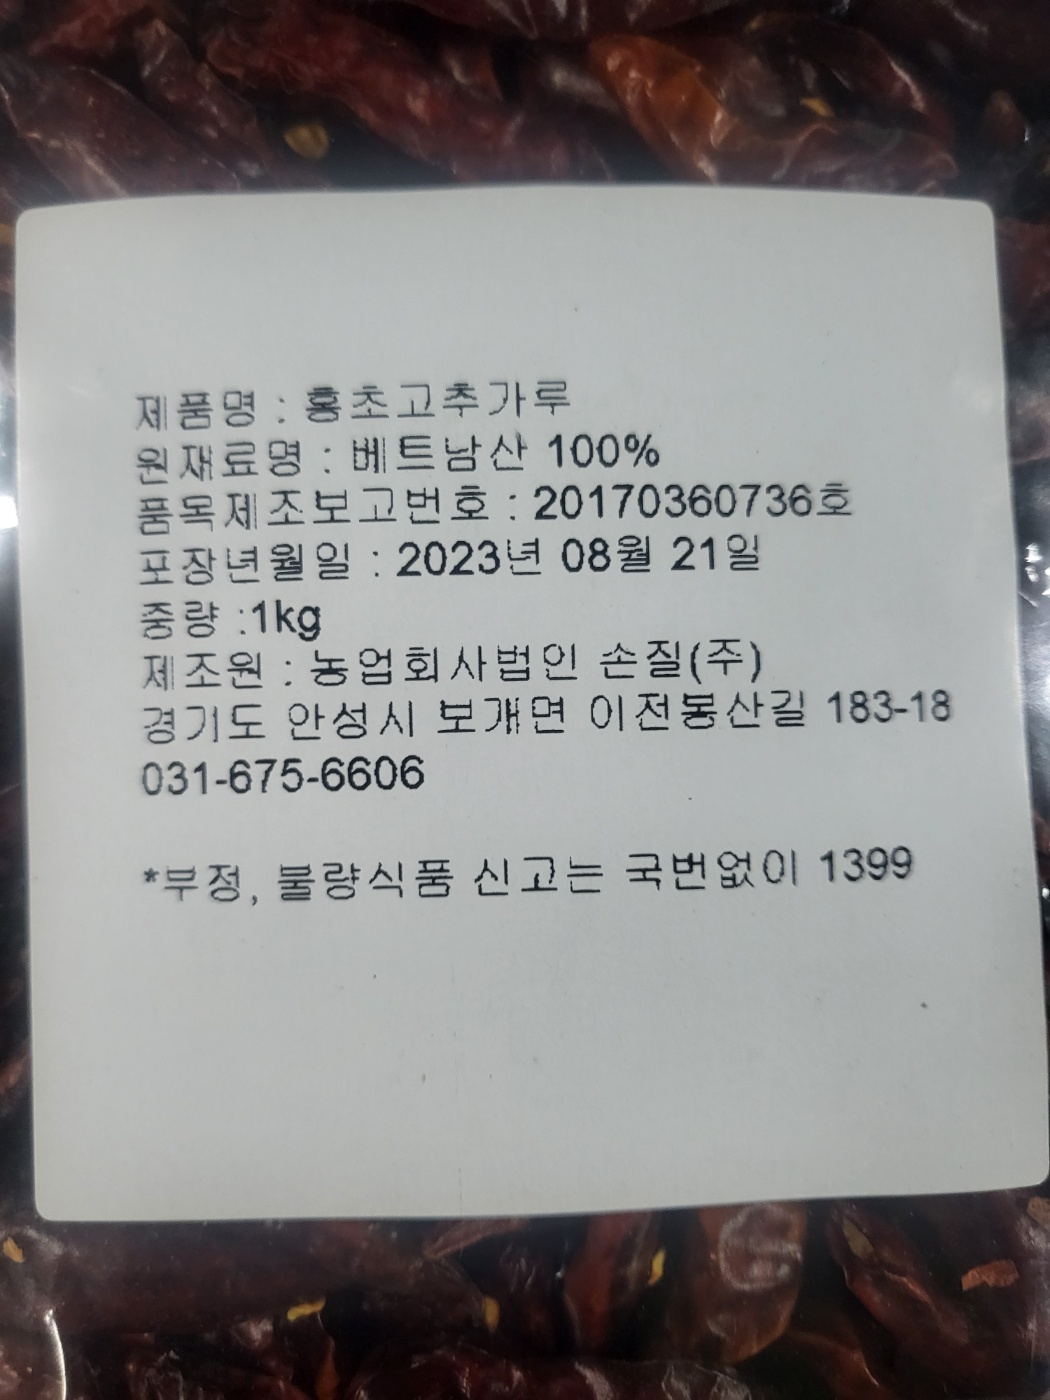 제품명 : 홍초고추가루
원재료명 : 베트남산 100%
품목제조보고번호 : 20170360736호
포장년월일 : 2023년 08월 21일
중량 :1kg
제조원 : 농업회사법인 손질(주)
경기도 안성시 보개면 이전봉산길 183-18
031-675-6606
*부정, 불량식품 신고는 국번없이 1399